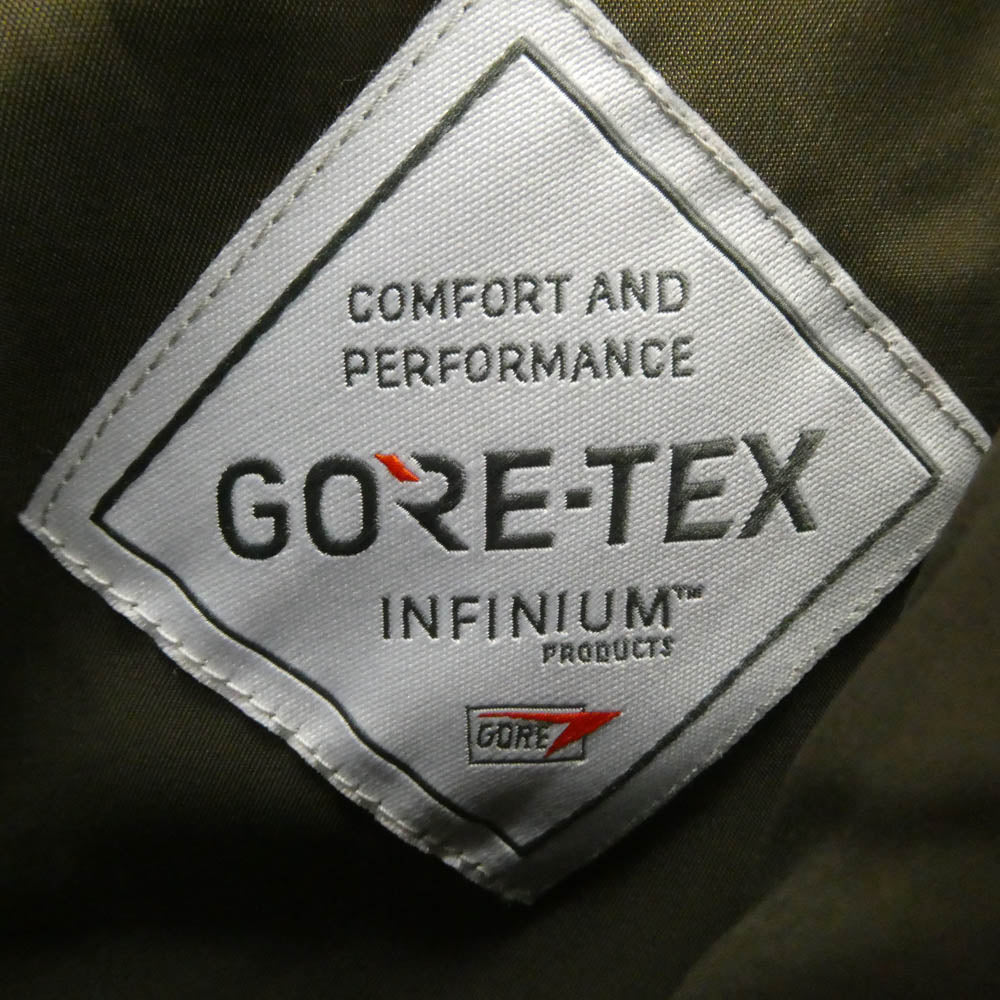 COMFORT AND
PERFORMANCE
GORE-TEX
INFINIUM™
PRODUCTS
GORE